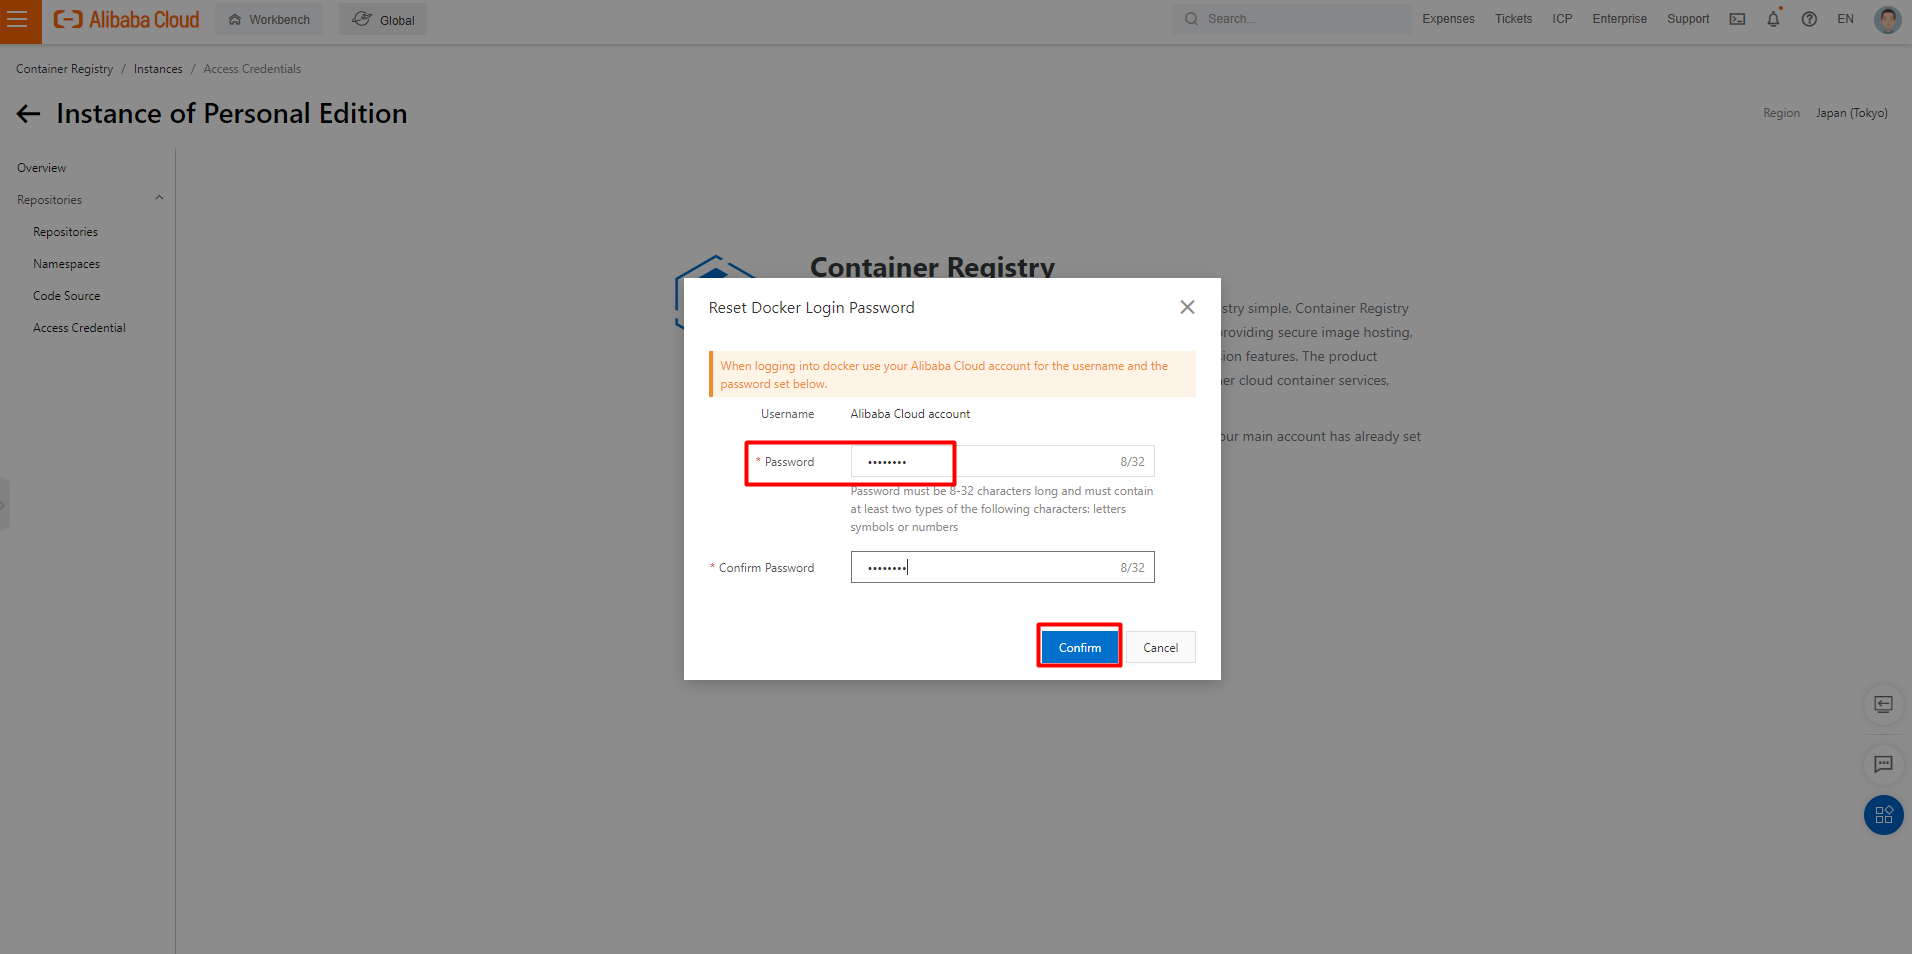 Alibaba Cloud
Workbench
Global
Search...
Expenses
Tickets
ICP
Enterprise
Support
EN
Container Registry / Instances / Access Credentials
Instance of Personal Edition
Region Japan (Tokyo)
Overview
Repositories
Repositories
Namespaces
Code Source
Access Credential
Container Registry
stry simple. Container Registry
roviding secure image hosting,
ion features. The product
er cloud container services,
our main account has already set
Reset Docker Login Password
When logging into docker use your Alibaba Cloud account for the username and the
password set below.
Username Alibaba Cloud account
* Password •••••••• 8/32
Password must be 8-32 characters long and must contain
at least two types of the following characters: letters
symbols or numbers
* Confirm Password •••••••• 8/32
Confirm
Cancel